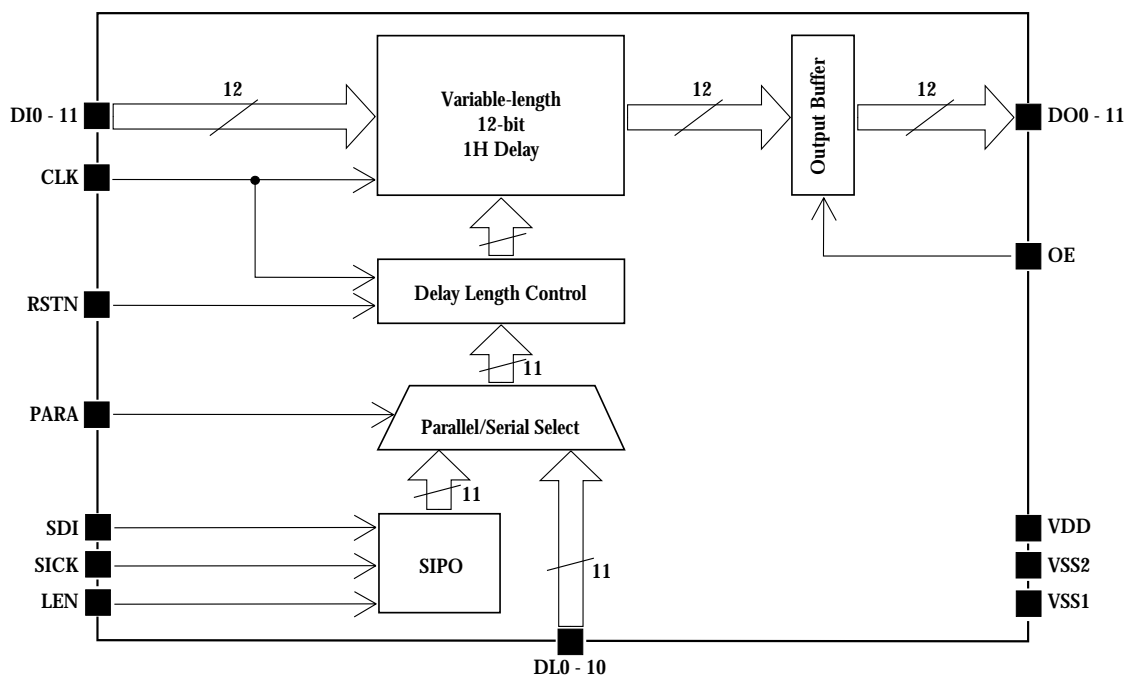 12
12
12
DI0 - 11
Variable-length
12-bit
1H Delay
Output Buffer
DO0 - 11
CLK
OE
RSTN
Delay Length Control
11
PARA
Parallel/Serial Select
11
SDI
SICK
LEN
SIPO
11
VDD
VSS2
VSS1
DL0 - 10